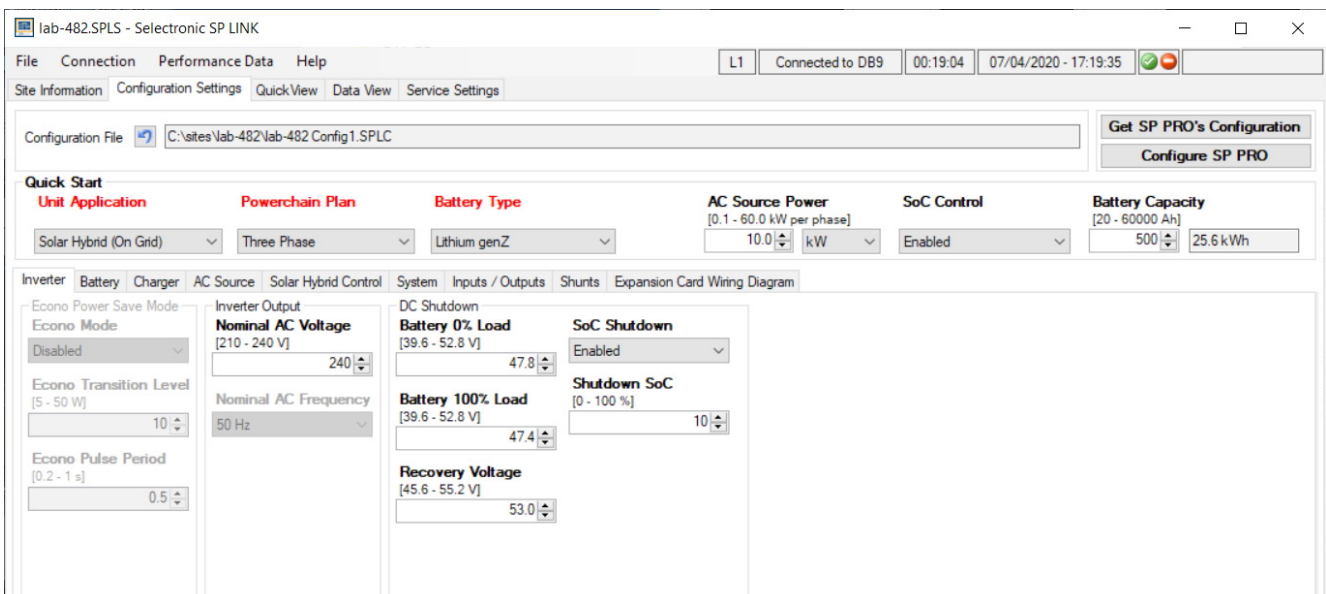 lab-482.SPLS - Selectronic SP LINK
File Connection Performance Data Help L1 Connected to DB9 00:19:04 07/04/2020 - 17:19:35
Site Information Configuration Settings QuickView Data View Service Settings
Configuration File C:\sites\lab-482\lab-482 Config1.SPLC
Get SP PRO's Configuration
Configure SP PRO
Quick Start
Unit Application Powerchain Plan Battery Type AC Source Power SoC Control Battery Capacity
[0.1 - 60.0 kW per phase] [20 - 60000 Ah]
Solar Hybrid (On Grid) Three Phase Lithium genZ 10.0 kW Enabled 500 25.6 kWh
Inverter Battery Charger AC Source Solar Hybrid Control System Inputs / Outputs Shunts Expansion Card Wiring Diagram
Econo Power Save Mode
Econo Mode
Disabled
Econo Transition Level
[5 - 50 W]
10
Econo Pulse Period
[0.2 - 1 s]
0.5
Inverter Output
Nominal AC Voltage
[210 - 240 V]
240
Nominal AC Frequency
50 Hz
DC Shutdown
Battery 0% Load
[39.6 - 52.8 V]
47.8
Battery 100% Load
[39.6 - 52.8 V]
47.4
Recovery Voltage
[45.6 - 55.2 V]
53.0
SoC Shutdown
Enabled
Shutdown SoC
[0 - 100 %]
10